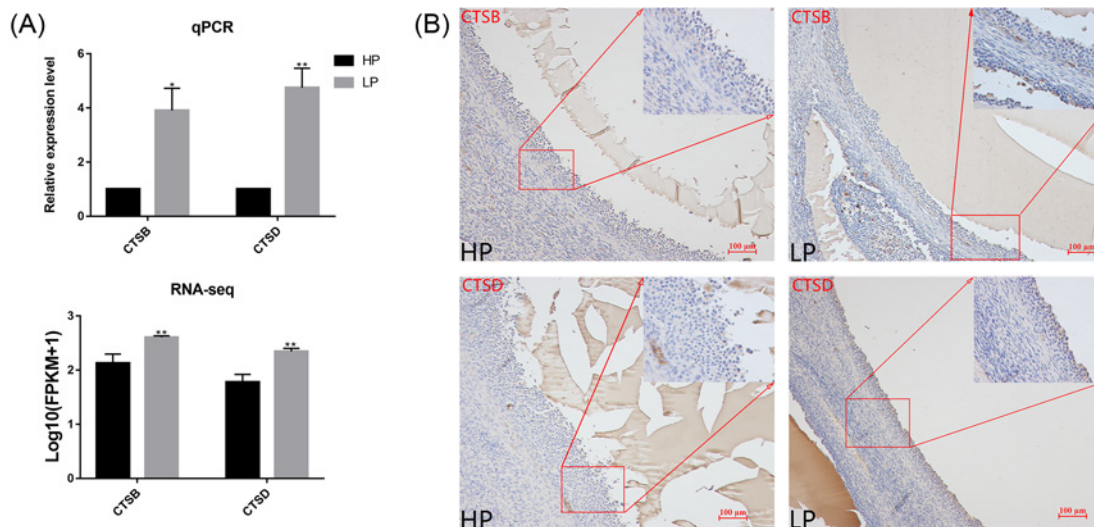 (A)
qPCR
Relative expression level
6
4
2
0
* **
HP
LP
CTSB CTSD
RNA-seq
Log10(FPKM+1)
3
2
1
0
** **
CTSB CTSD
(B)
CTSB
HP
100 μm
CTSB
LP
100 μm
CTSD
HP
100 μm
CTSD
LP
100 μm